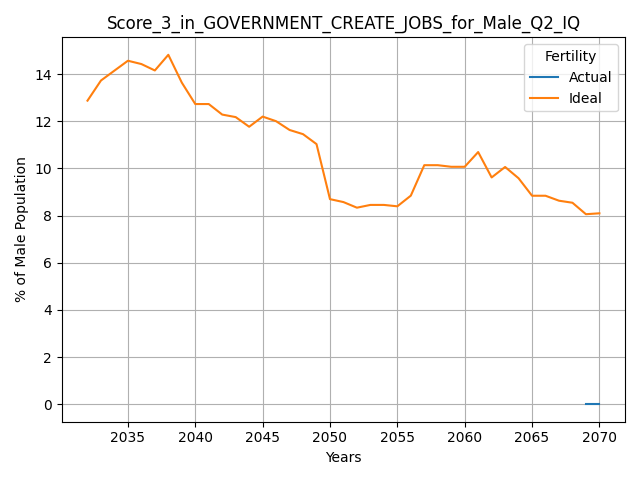 Score_3_in_GOVERNMENT_CREATE_JOBS_for_Male_Q2_IQ
Fertility
Actual
Ideal
% of Male Population
14
12
10
8
6
4
2
0
2035 2040 2045 2050 2055 2060 2065 2070
Years